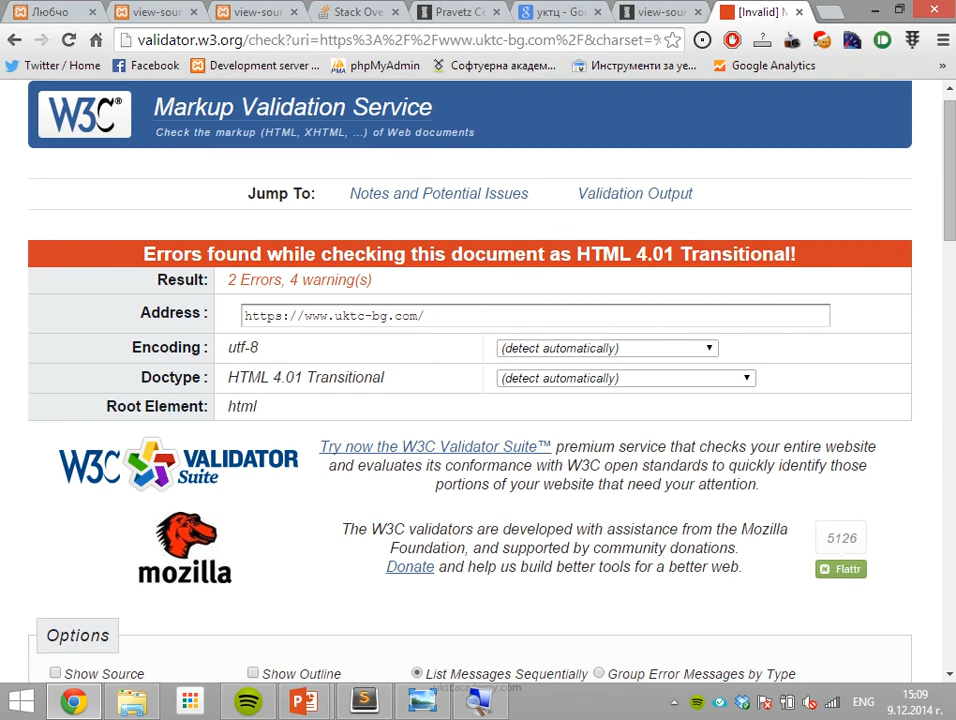 Любчо
view-sour
view-sour
Stack Ove
Pravetz Co
уктц - Goo
view-sour
[Invalid] M
validator.w3.org/check?uri=https%3A%2F%2Fwww.uktc-bg.com%2F&charset=%
Twitter / Home
Facebook
Development server ...
phpMyAdmin
Софтуерна академ...
Инструменти за уе...
Google Analytics
»
W3C®
Markup Validation Service
Check the markup (HTML, XHTML, ...) of Web documents
Jump To: Notes and Potential Issues Validation Output
Errors found while checking this document as HTML 4.01 Transitional!
Result: 2 Errors, 4 warning(s)
Address : https://www.uktc-bg.com/
Encoding : utf-8 (detect automatically)
Doctype : HTML 4.01 Transitional (detect automatically)
Root Element: html
W3C VALIDATOR
Suite
Try now the W3C Validator Suite™ premium service that checks your entire website
and evaluates its conformance with W3C open standards to quickly identify those
portions of your website that need your attention.
mozilla
The W3C validators are developed with assistance from the Mozilla
Foundation, and supported by community donations.
Donate and help us build better tools for a better web.
5126
Flattr
Options
Show Source Show Outline List Messages Sequentially Group Error Messages by Type
ENG
15:09
9.12.2014 г.